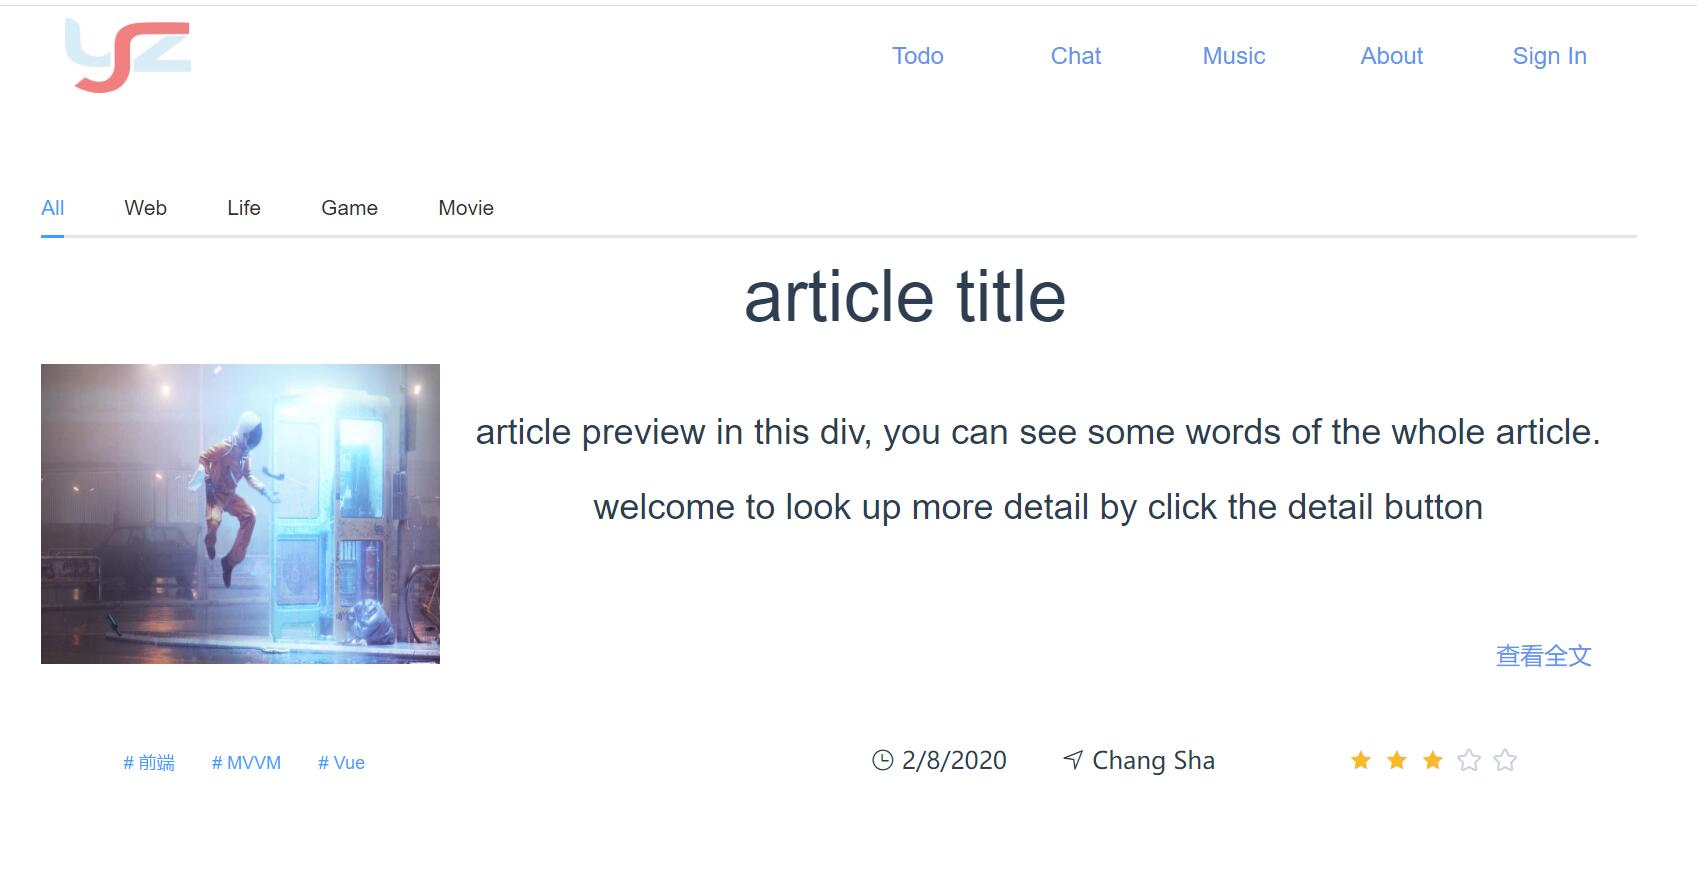 yz
Todo Chat Music About Sign In
All Web Life Game Movie
article title
article preview in this div, you can see some words of the whole article.
welcome to look up more detail by click the detail button
查看全文
# 前端 # MVVM # Vue 2/8/2020 Chang Sha